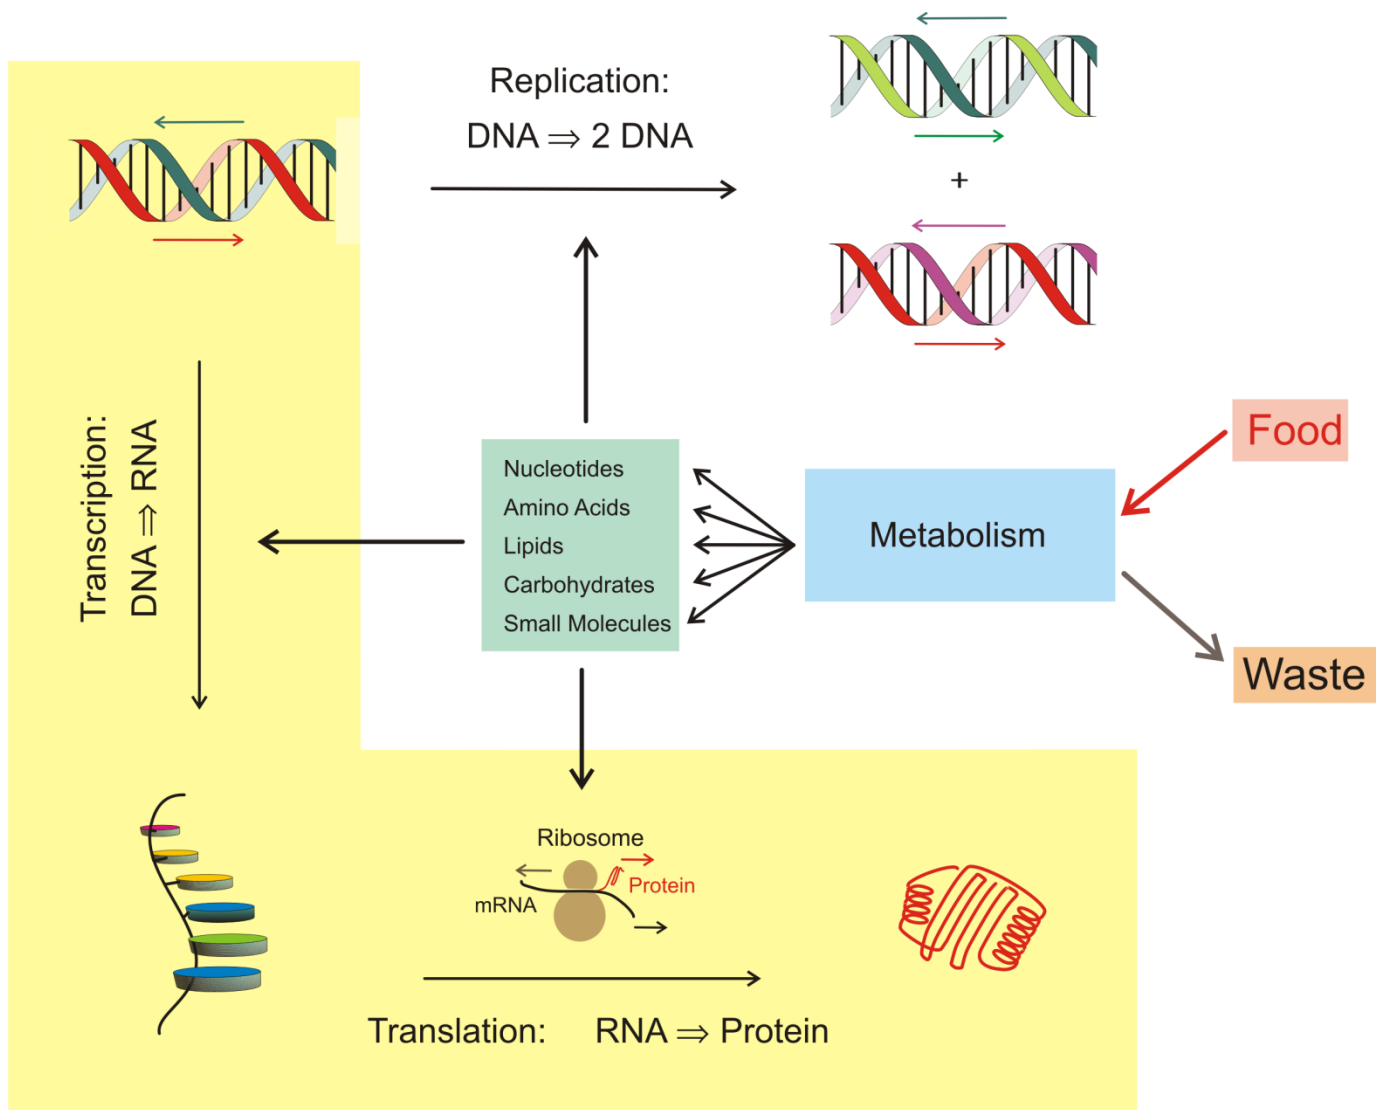 Replication:
DNA ⇒ 2 DNA
+
Transcription:
DNA ⇒ RNA
Nucleotides
Amino Acids
Lipids
Carbohydrates
Small Molecules
Metabolism
Food
Waste
Ribosome
Protein
mRNA
Translation: RNA ⇒ Protein